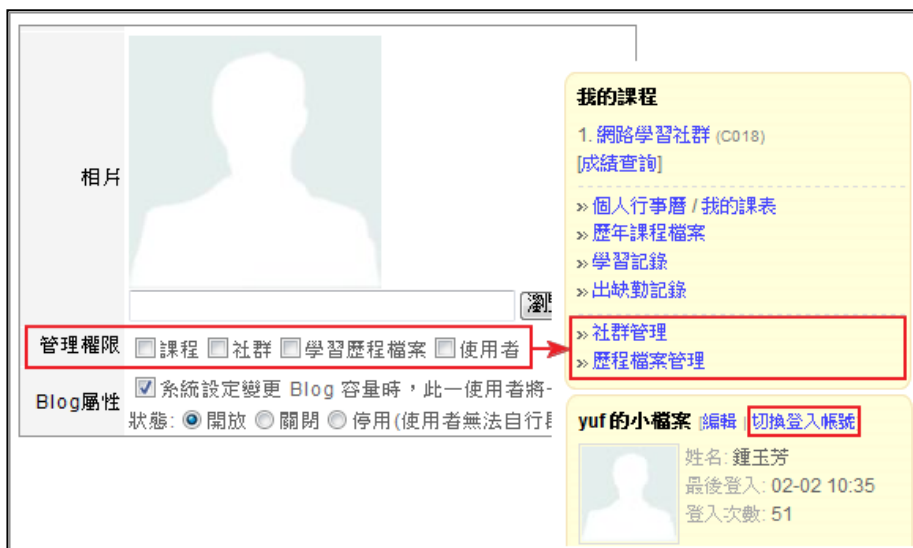 相片
瀏
管理權限 課程 社群 學習歷程檔案 使用者
Blog屬性 系統設定變更 Blog 容量時，此一使用者將
狀態: 開放 關閉 停用(使用者無法自行
我的課程
1. 網路學習社群 (C018)
[成績查詢]
» 個人行事曆 / 我的課表
» 歷年課程檔案
» 學習記錄
» 出缺勤記錄
» 社群管理
» 歷程檔案管理
yuf 的小檔案 [編輯 | 切換登入帳號
姓名: 鍾玉芳
最後登入: 02-02 10:35
登入次數: 51